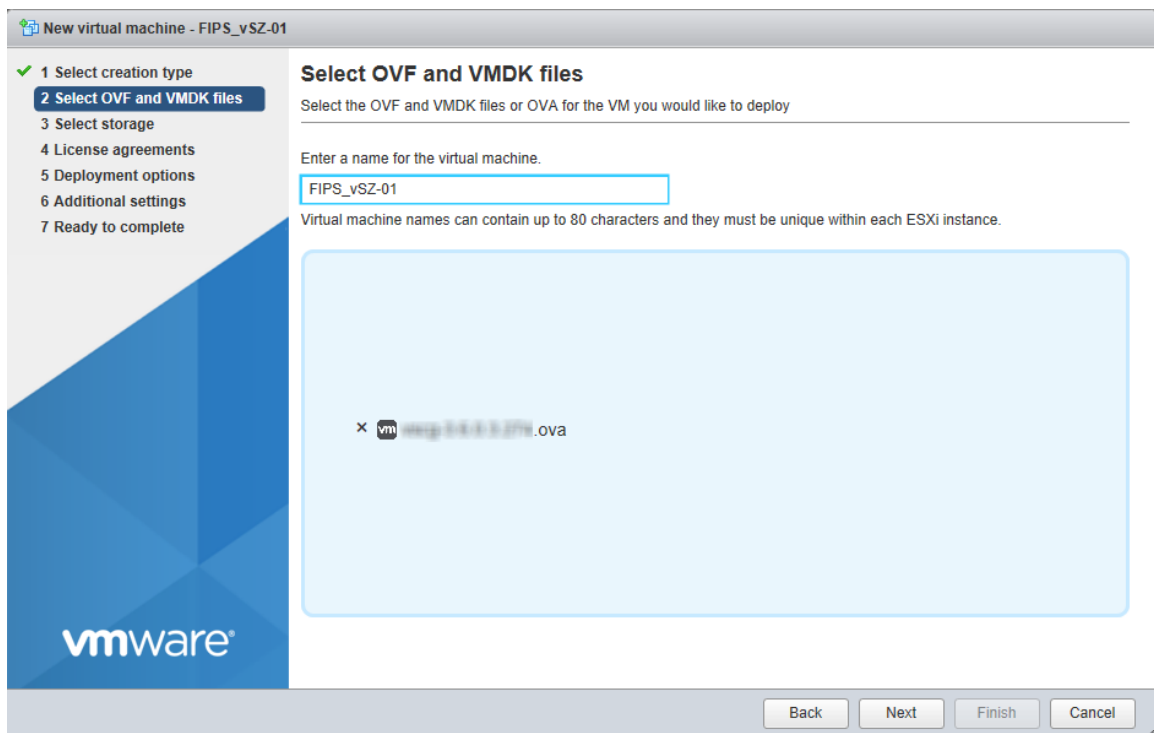 New virtual machine - FIPS_vSZ-01
1 Select creation type
2 Select OVF and VMDK files
3 Select storage
4 License agreements
5 Deployment options
6 Additional settings
7 Ready to complete
vmware®
Select OVF and VMDK files
Select the OVF and VMDK files or OVA for the VM you would like to deploy
Enter a name for the virtual machine.
FIPS_vSZ-01
Virtual machine names can contain up to 80 characters and they must be unique within each ESXi instance.
× vm .ova
Back Next Finish Cancel